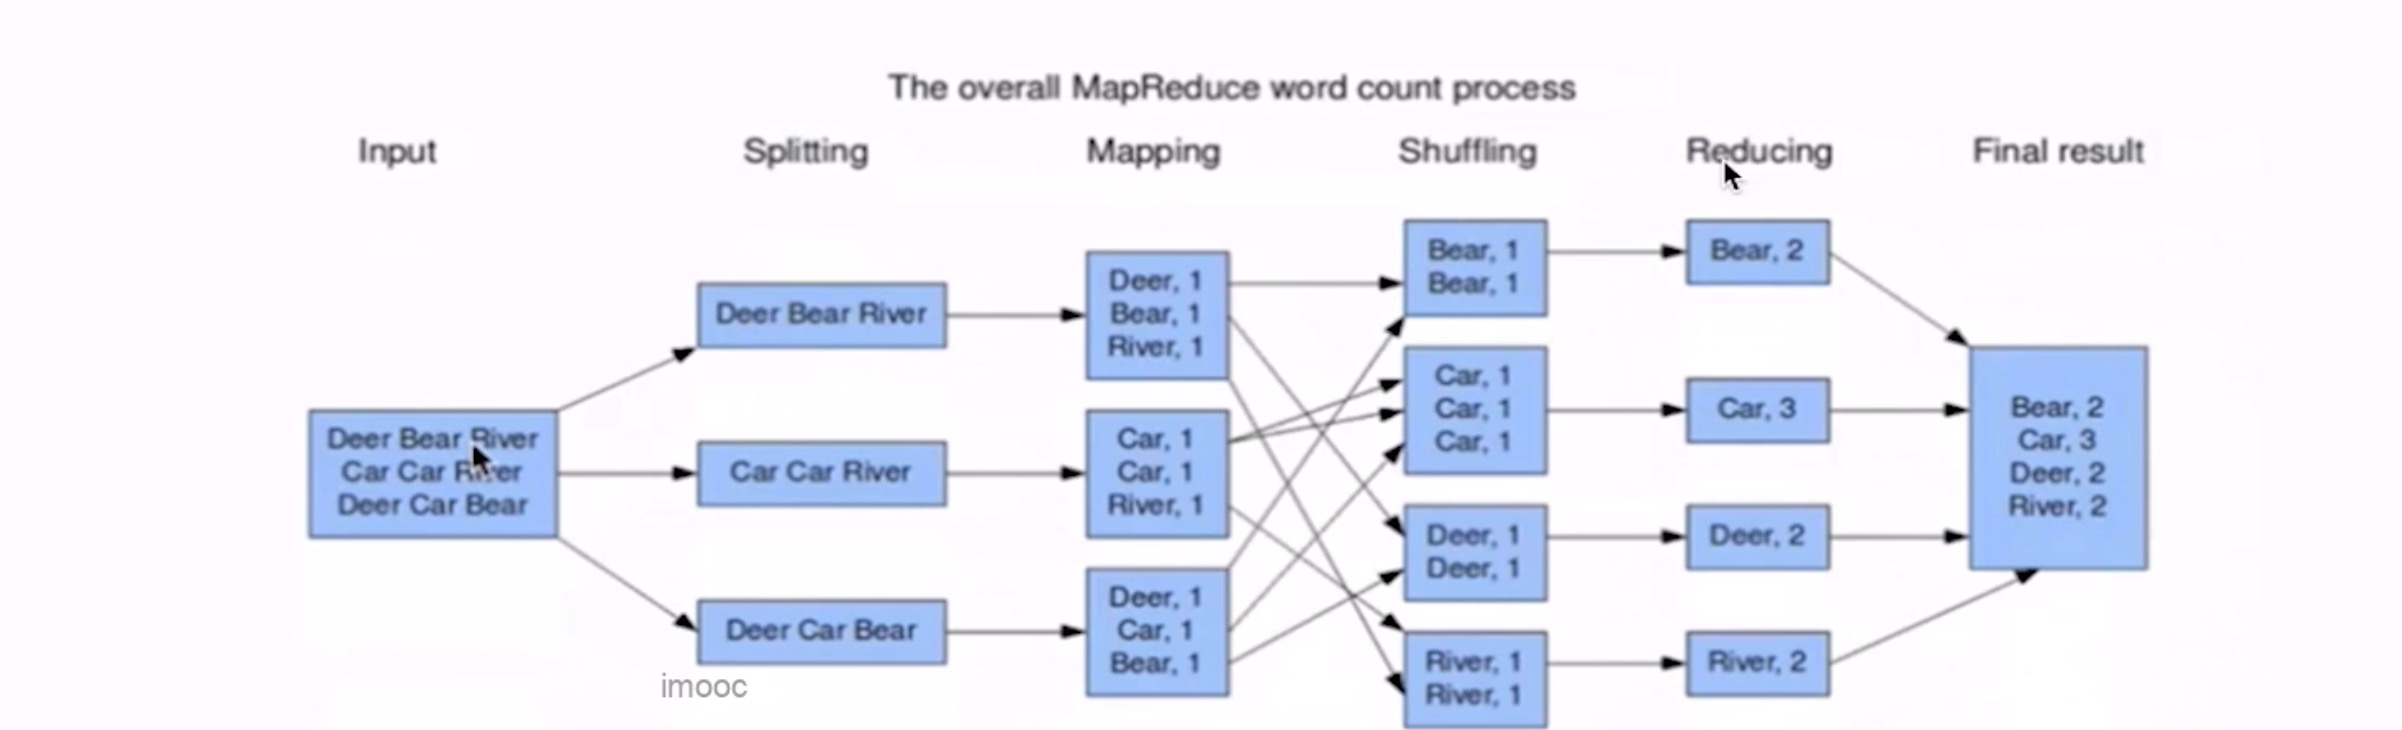 The overall MapReduce word count process
Input
Splitting
Mapping
Shuffling
Reducing
Final result
Deer Bear River
Car Car River
Deer Car Bear
Deer Bear River
Car Car River
Deer Car Bear
Deer, 1
Bear, 1
River, 1
Car, 1
Car, 1
River, 1
Deer, 1
Car, 1
Bear, 1
Bear, 1
Bear, 1
Car, 1
Car, 1
Car, 1
Deer, 1
Deer, 1
River, 1
River, 1
Bear, 2
Car, 3
Deer, 2
River, 2
Bear, 2
Car, 3
Deer, 2
River, 2
imooc